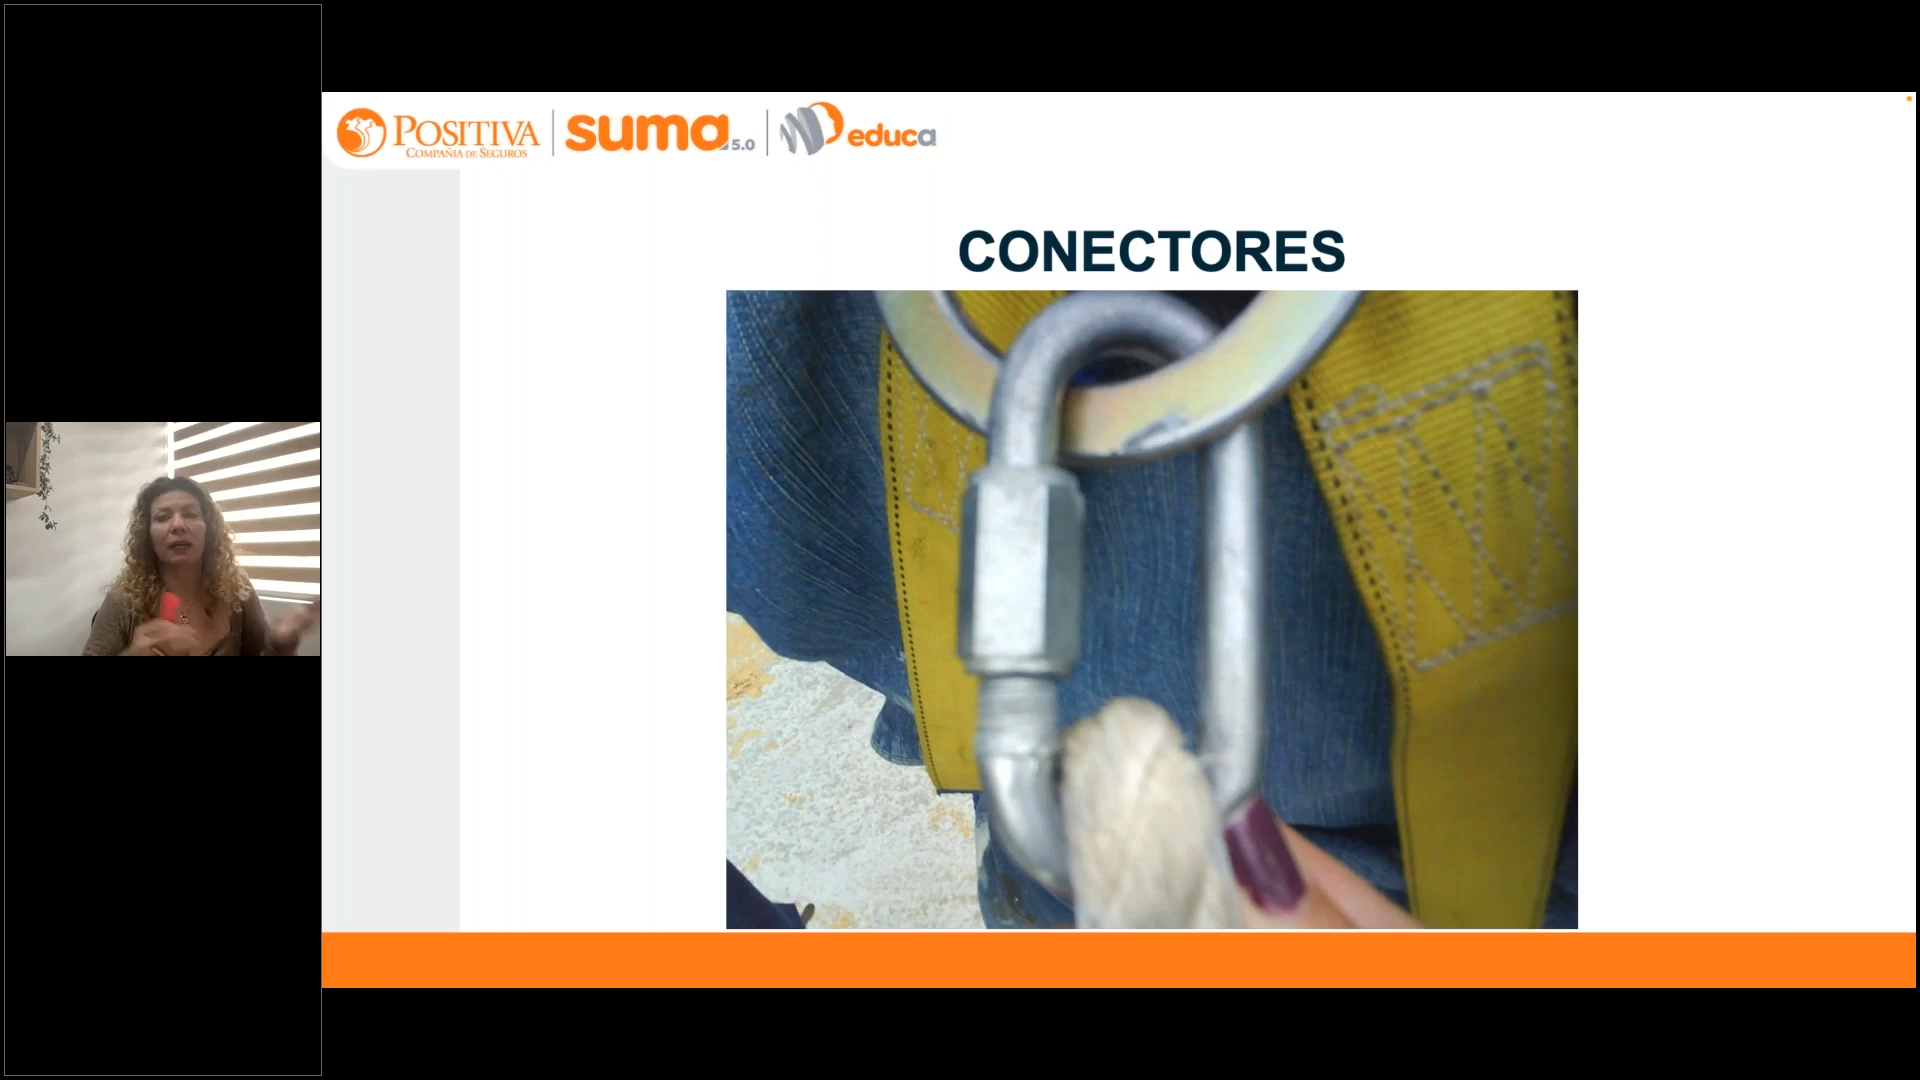 POSITIVA
COMPAÑIA DE SEGUROS
suma 5.0
educa
CONECTORES